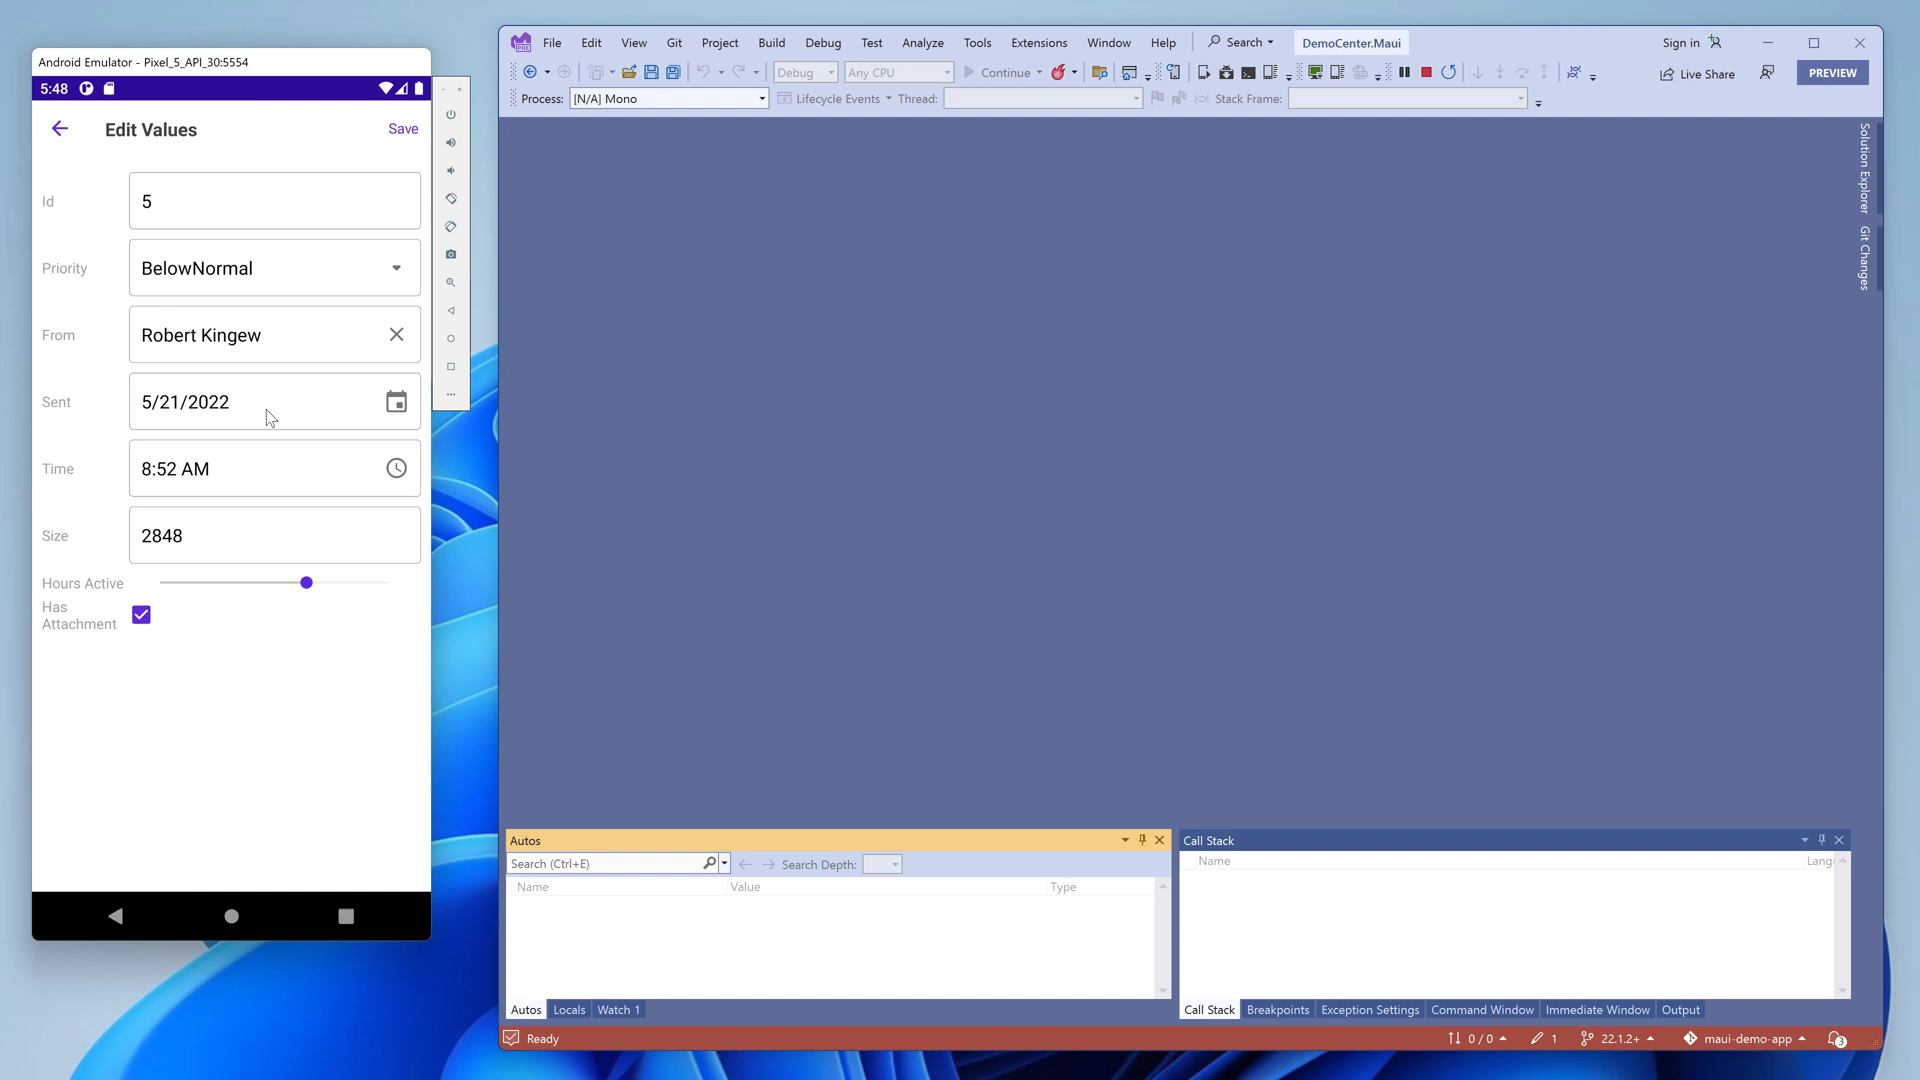 Android Emulator - Pixel_5_API_30:5554
5:48
Edit Values
Save
Id
5
Priority
BelowNormal
From
Robert Kingew
Sent
5/21/2022
Time
8:52 AM
Size
2848
Hours Active
Has
Attachment
File Edit View Git Project Build Debug Test Analyze Tools Extensions Window Help Search DemoCenter.Maui Sign in
PRE
Debug Any CPU Continue Live Share PREVIEW
Process: [N/A] Mono Lifecycle Events Thread: Stack Frame:
Solution Explorer
Git Changes
Autos
Search (Ctrl+E) Search Depth:
Name Value Type
Autos Locals Watch 1
Call Stack
Name Langu
Call Stack Breakpoints Exception Settings Command Window Immediate Window Output
Ready
0 / 0 1 22.1.2+ maui-demo-app 3